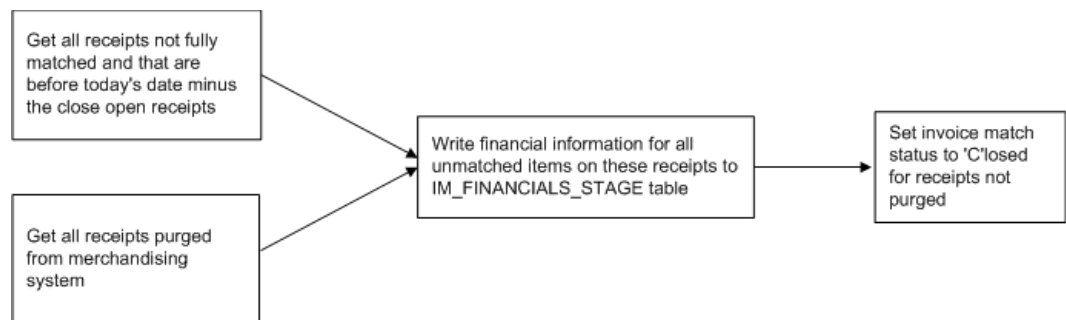 Get all receipts not fully
matched and that are
before today's date minus
the close open receipts
Get all receipts purged
from merchandising
system
Write financial information for all
unmatched items on these receipts to
IM_FINANCIALS_STAGE table
Set invoice match
status to 'C'losed
for receipts not
purged